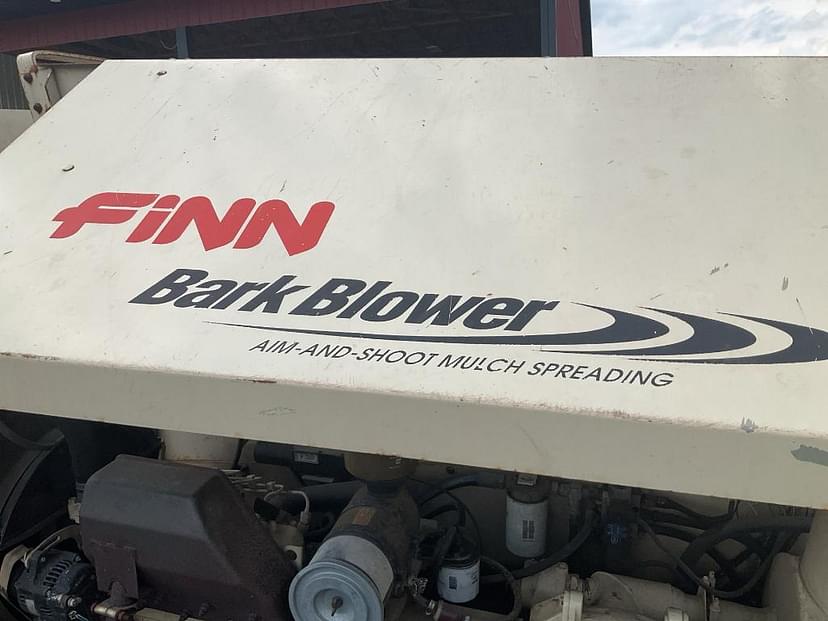 FINN
Bark Blower
AIM-AND-SHOOT MULCH SPREADING